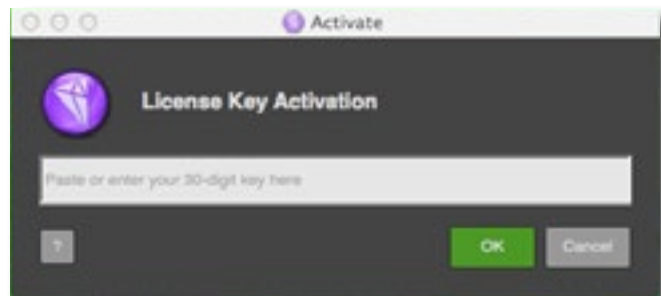 Activate
License Key Activation
Paste or enter your 30-digit key here
?
OK
Cancel